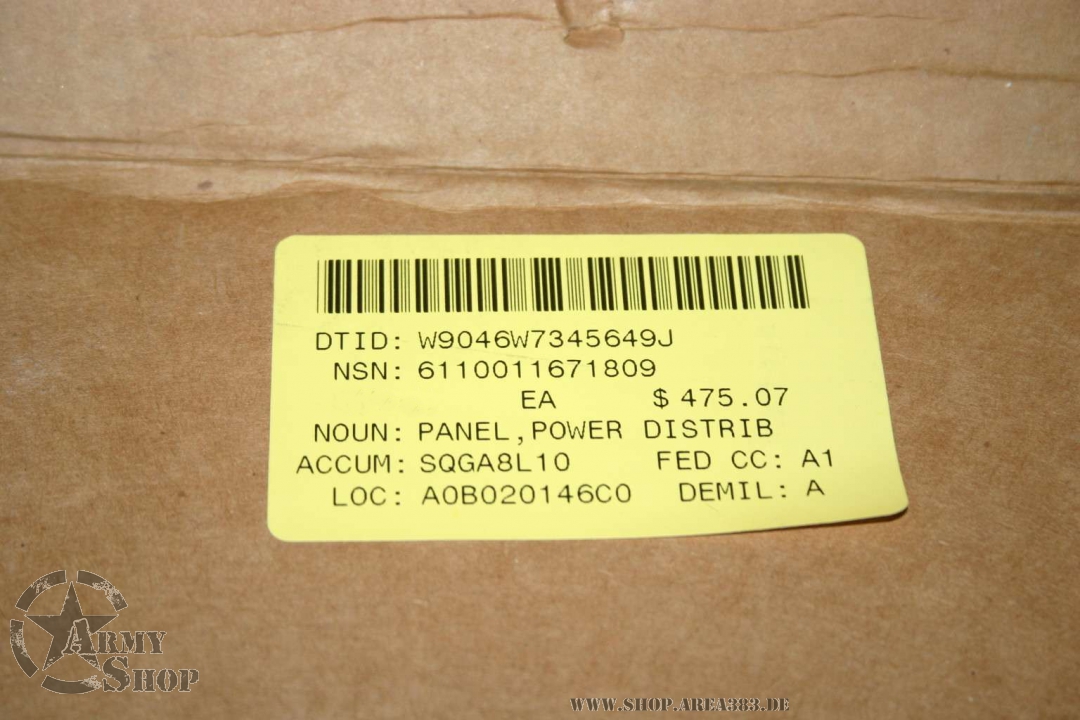 DTID: W9046W7345649J
NSN: 6110011671809
EA $ 475.07
NOUN: PANEL,POWER DISTRIB
ACCUM: SQGA8L10 FED CC: A1
LOC: A0B020146C0 DEMIL: A
ARMY
SHOP
WWW.SHOP.AREA383.DE